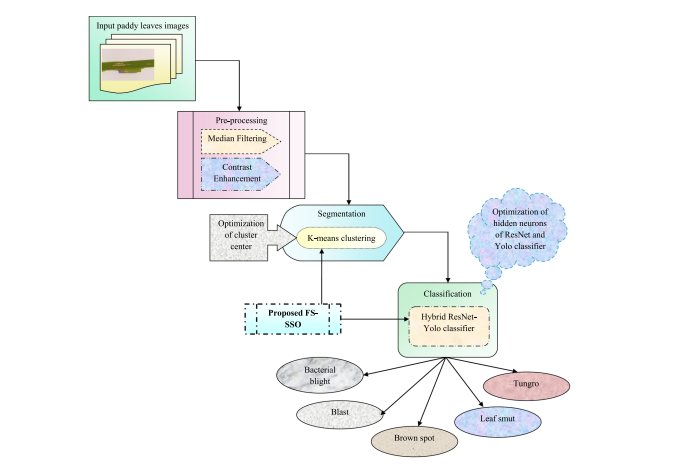 Input paddy leaves images
Pre-processing
Median Filtering
Contrast
Enhancement
Segmentation
K-means clustering
Optimization
of cluster
center
Optimization of
hidden neurons
of ResNet and
Yolo classifier
Classification
Hybrid ResNet-
Yolo classifier
Proposed FS-
SSO
Bacterial
blight
Blast
Brown spot
Leaf smut
Tungro